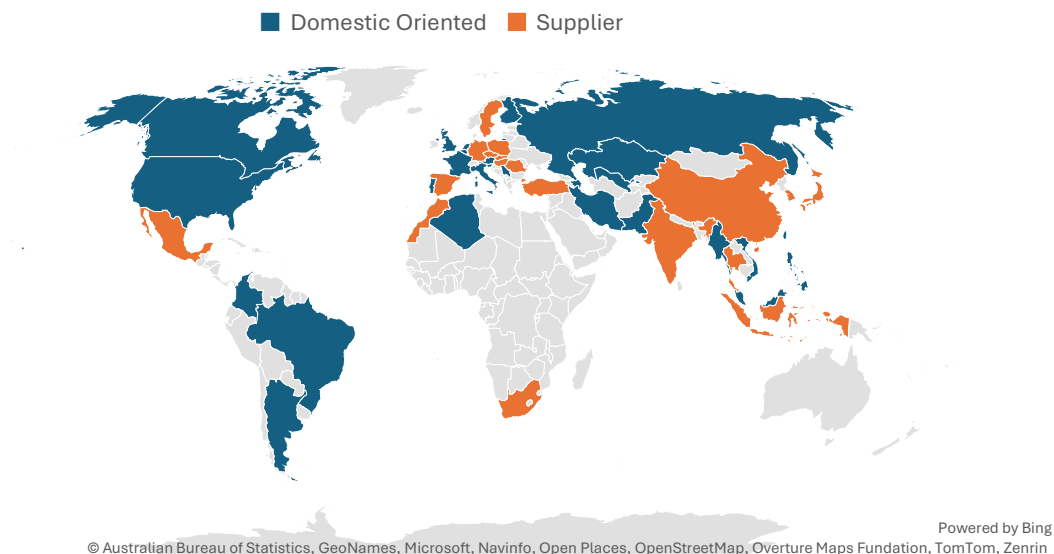 Domestic Oriented Supplier
Powered by Bing
© Australian Bureau of Statistics, GeoNames, Microsoft, Navinfo, Open Places, OpenStreetMap, Overture Maps Fundation, TomTom, Zenrin